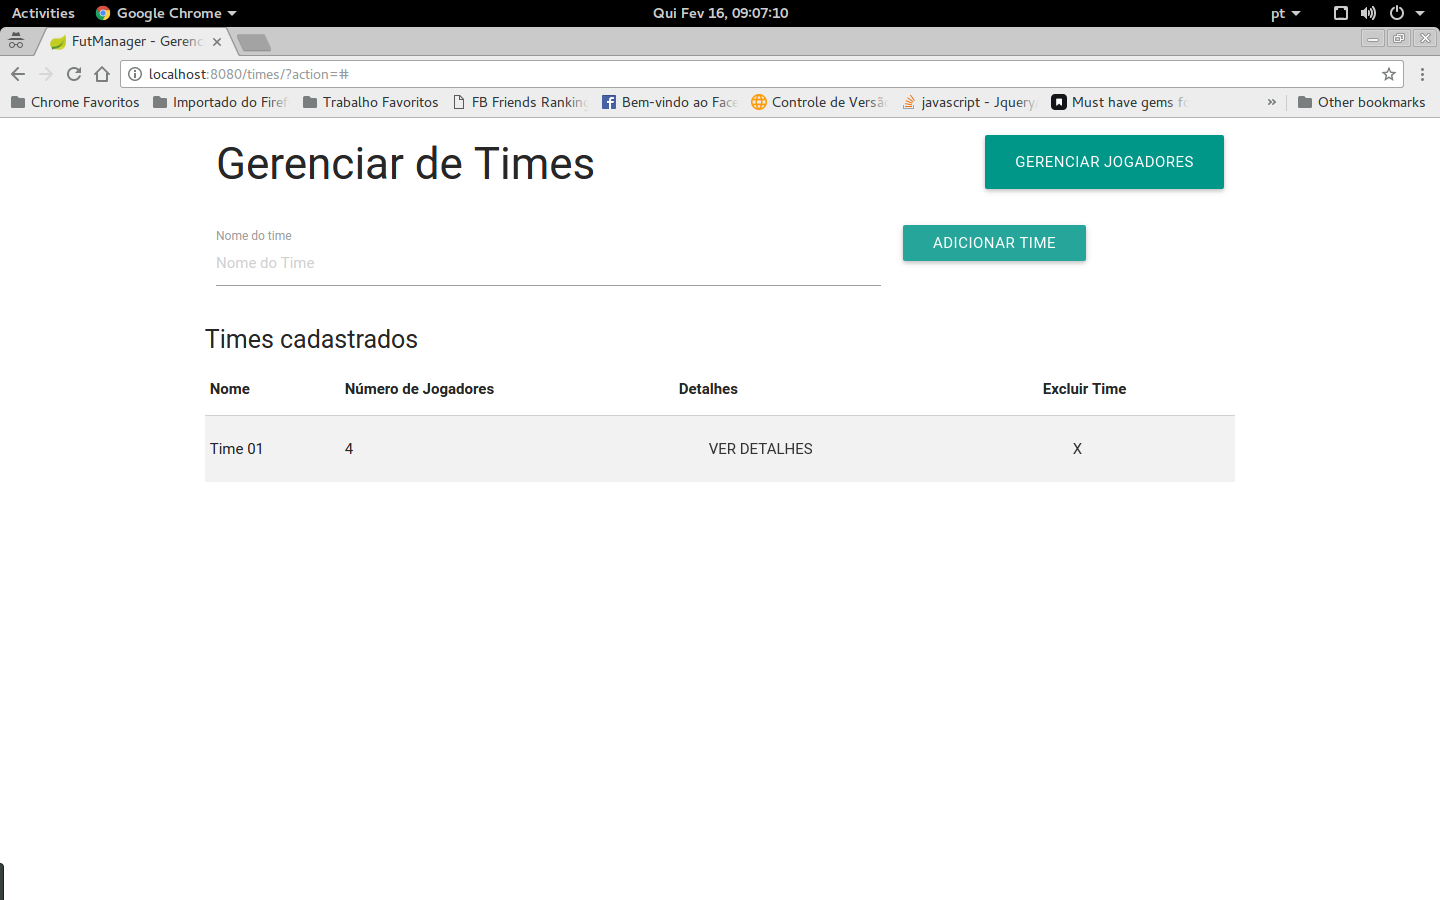 Activities Google Chrome Qui Fev 16, 09:07:10 pt
FutManager - Gerenc
localhost:8080/times/?action=#
Chrome Favoritos Importado do Firef Trabalho Favoritos FB Friends Ranking Bem-vindo ao Face Controle de Versão javascript - Jquery Must have gems fo » Other bookmarks
Gerenciar de Times GERENCIAR JOGADORES
Nome do time
Nome do Time
ADICIONAR TIME
Times cadastrados
Nome Número de Jogadores Detalhes Excluir Time
Time 01 4 VER DETALHES X